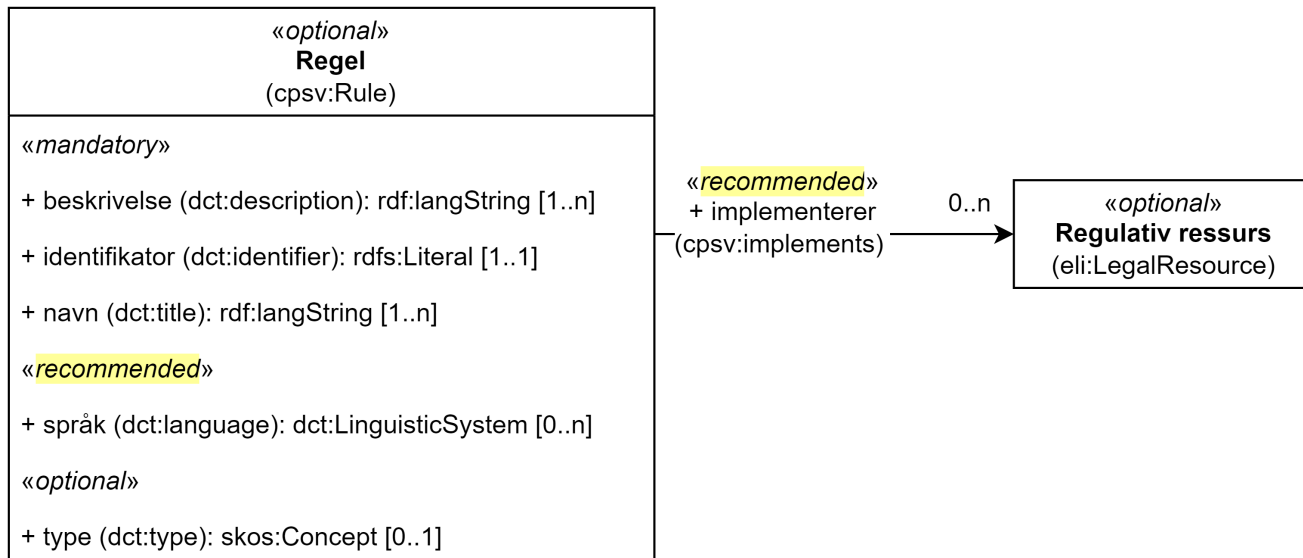 «optional»
Regel
(cpsv:Rule)
«mandatory»
+ beskrivelse (dct:description): rdf:langString [1..n]
+ identifikator (dct:identifier): rdfs:Literal [1..1]
+ navn (dct:title): rdf:langString [1..n]
«recommended»
+ språk (dct:language): dct:LinguisticSystem [0..n]
«optional»
+ type (dct:type): skos:Concept [0..1]
«recommended»
+ implementerer
(cpsv:implements)
0..n
«optional»
Regulativ ressurs
(eli:LegalResource)